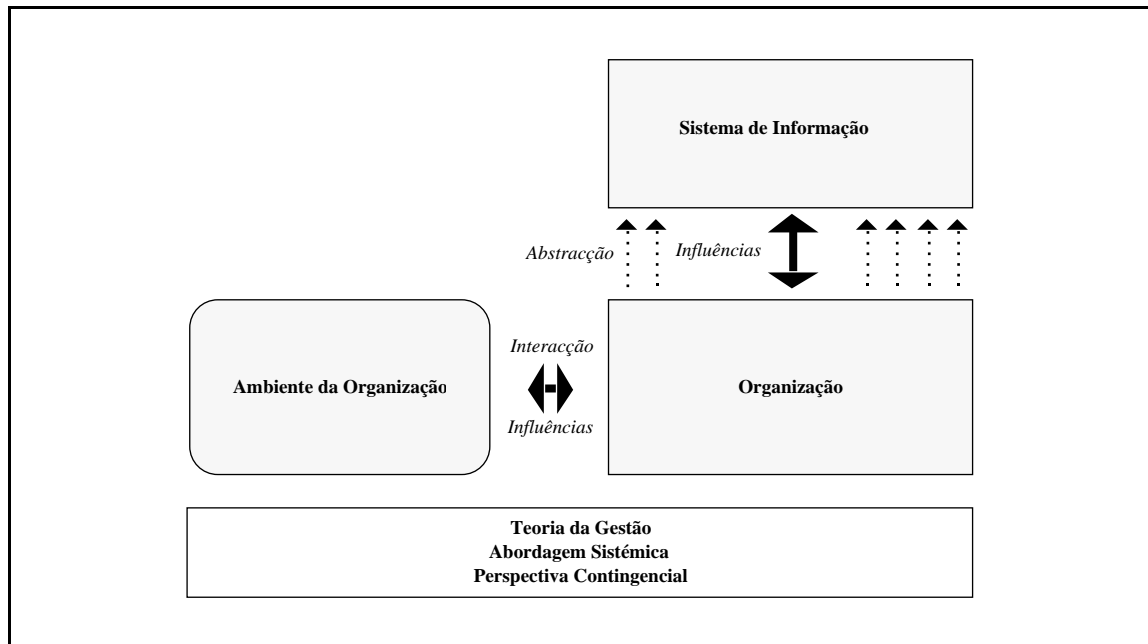 Sistema de Informação
Abstracção
Influências
Interacção
Ambiente da Organização
Organização
Influências
Teoria da Gestão
Abordagem Sistémica
Perspectiva Contingencial